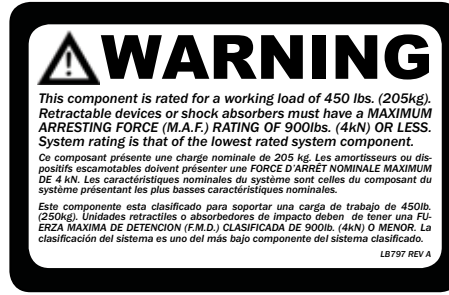 WARNING
This component is rated for a working load of 450 lbs. (205kg).
Retractable devices or shock absorbers must have a MAXIMUM
ARRESTING FORCE (M.A.F.) RATING OF 900lbs. (4kN) OR LESS.
System rating is that of the lowest rated system component.
Ce composant présente une charge nominale de 205 kg. Les amortisseurs ou dis-
positifs escamotables doivent présenter une FORCE D'ARRÊT NOMINALE MAXIMUM
DE 4 kN. Les caractéristiques nominales du système sont celles du composant du
système présentant les plus basses caractéristiques nominales.
Este componente esta clasificado para soportar una carga de trabajo de 450lb.
(250kg). Unidades retractiles o absorbedores de impacto deben de tener una FU-
ERZA MAXIMA DE DETENCION (F.M.D.) CLASIFICADA DE 900lb. (4kN) O MENOR. La
clasificación del sistema es uno del más bajo componente del sistema clasificado.
LB797 REV A